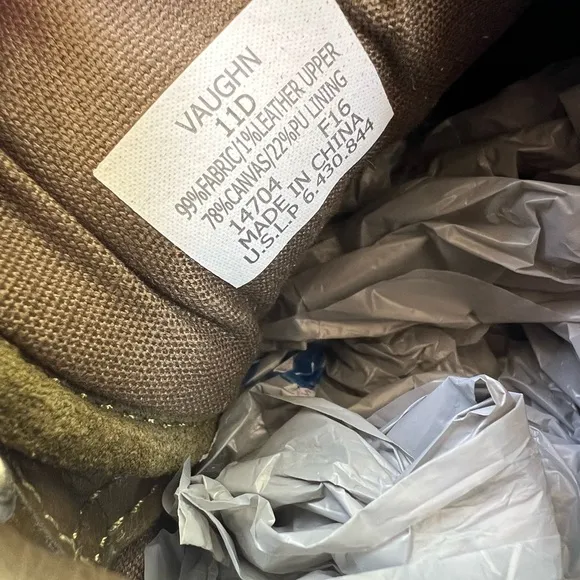 VAUGHN
11D
99%FABRIC/1%LEATHER UPPER
78%CANVAS/22%PU LINING
14704 F16
MADE IN CHINA
U.S.L.P 6.430.844